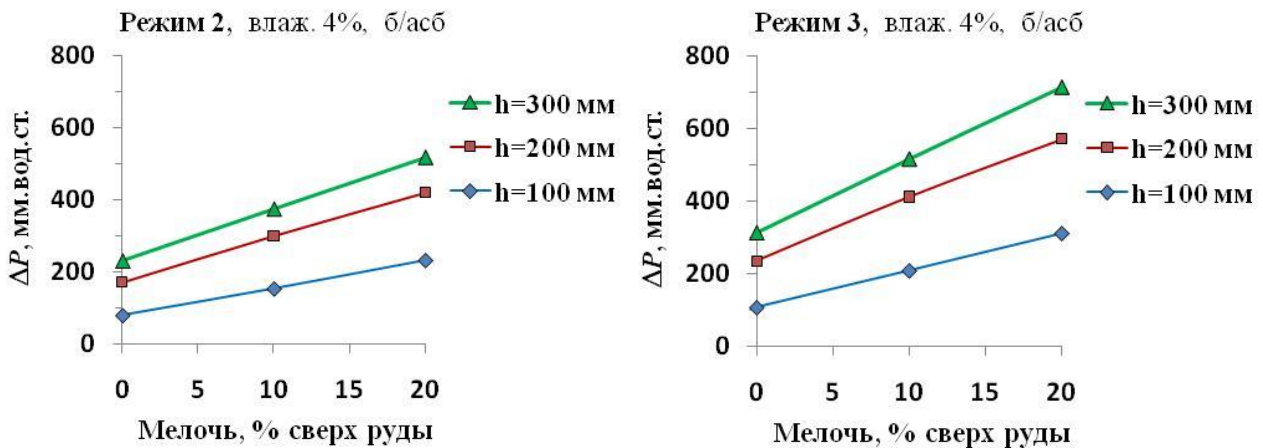 Режим 2, влаж. 4%, б/асб
800
600
400
200
0
0 5 10 15 20
ΔP, мм.вод.ст.
Мелочь, % сверх руды
h=300 мм
h=200 мм
h=100 мм
Режим 3, влаж. 4%, б/асб
800
600
400
200
0
0 5 10 15 20
ΔP, мм.вод.ст.
Мелочь, % сверх руды
h=300 мм
h=200 мм
h=100 мм